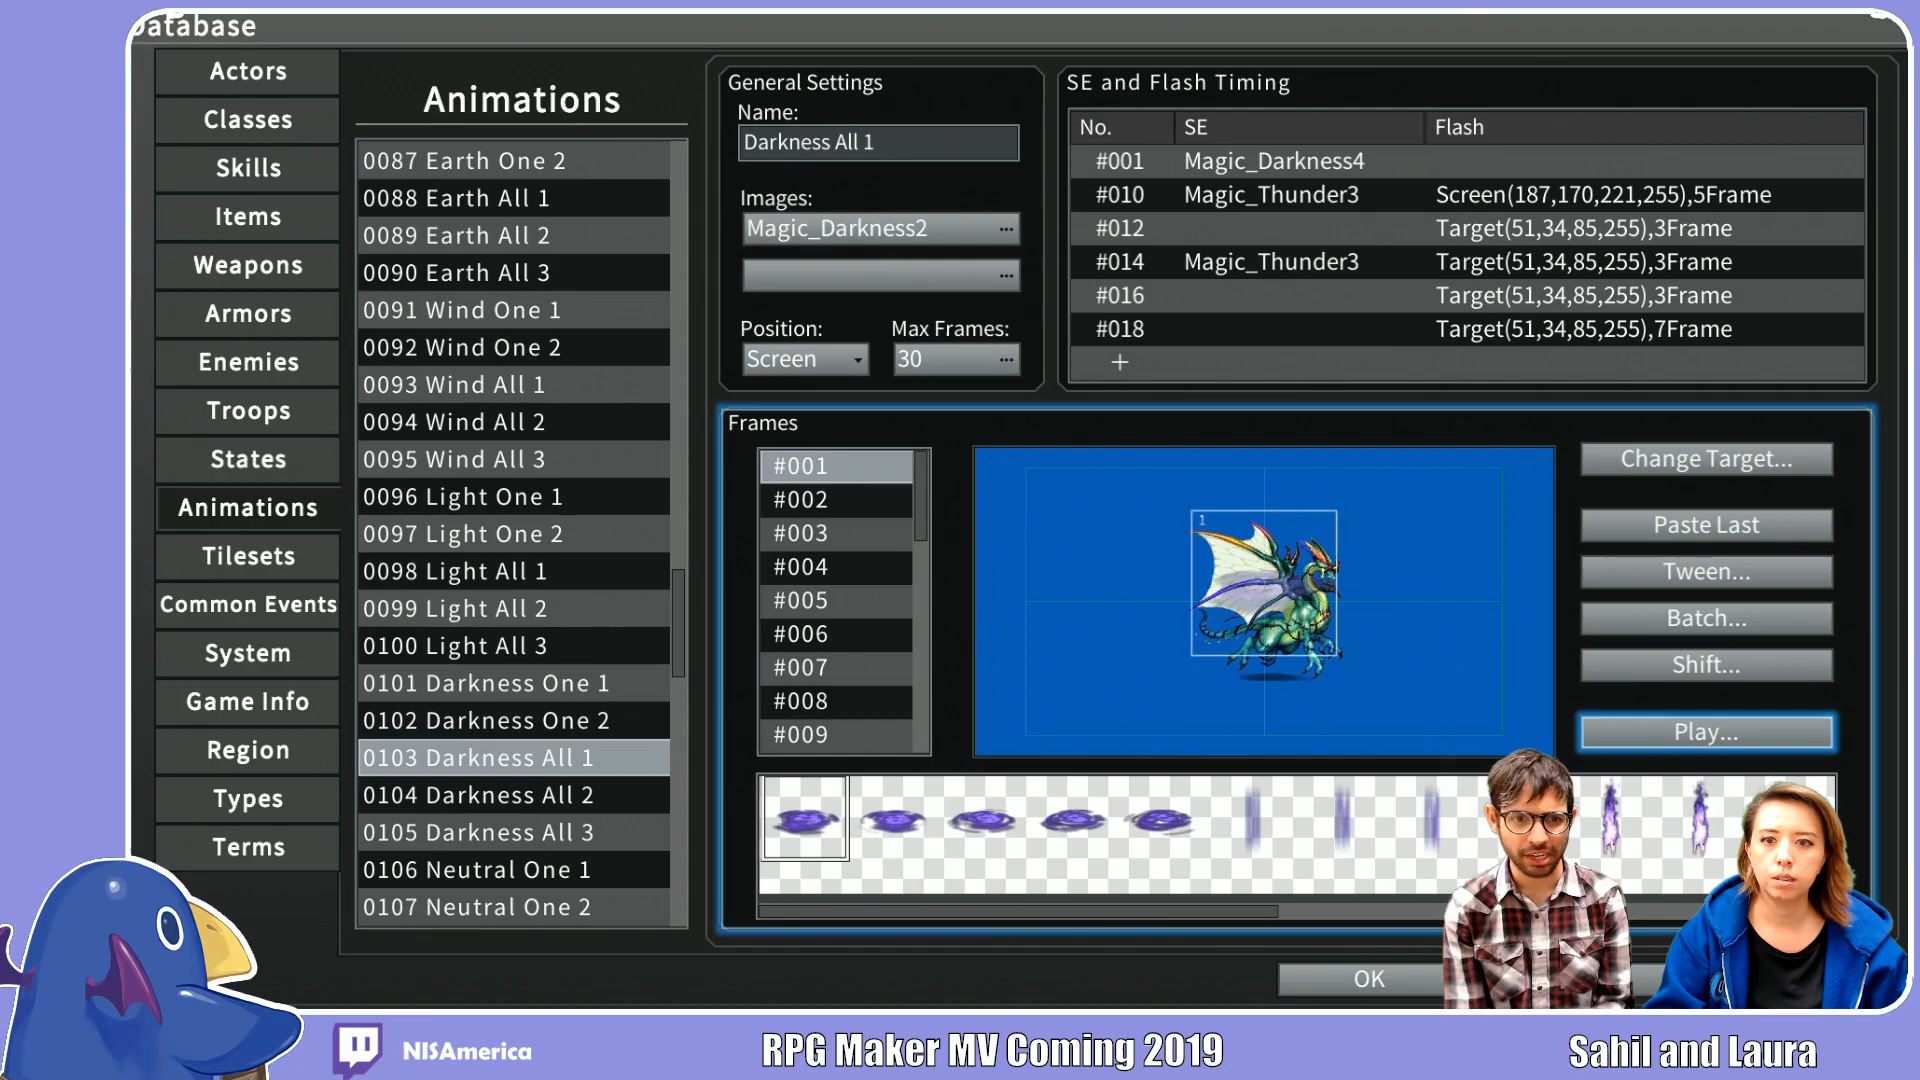 Database
Actors
Classes
Skills
Items
Weapons
Armors
Enemies
Troops
States
Animations
Tilesets
Common Events
System
Game Info
Region
Types
Terms
Animations
0087 Earth One 2
0088 Earth All 1
0089 Earth All 2
0090 Earth All 3
0091 Wind One 1
0092 Wind One 2
0093 Wind All 1
0094 Wind All 2
0095 Wind All 3
0096 Light One 1
0097 Light One 2
0098 Light All 1
0099 Light All 2
0100 Light All 3
0101 Darkness One 1
0102 Darkness One 2
0103 Darkness All 1
0104 Darkness All 2
0105 Darkness All 3
0106 Neutral One 1
0107 Neutral One 2
General Settings
Name:
Darkness All 1
Images:
Magic_Darkness2 ...
...
Position: Max Frames:
Screen 30 ...
SE and Flash Timing
No. SE Flash
#001 Magic_Darkness4
#010 Magic_Thunder3 Screen(187,170,221,255),5Frame
#012 Target(51,34,85,255),3Frame
#014 Magic_Thunder3 Target(51,34,85,255),3Frame
#016 Target(51,34,85,255),3Frame
#018 Target(51,34,85,255),7Frame
+
Frames
#001
#002
#003
#004
#005
#006
#007
#008
#009
1
Change Target...
Paste Last
Tween...
Batch...
Shift...
Play...
OK
NISAmerica
RPG Maker MV Coming 2019
Sahil and Laura